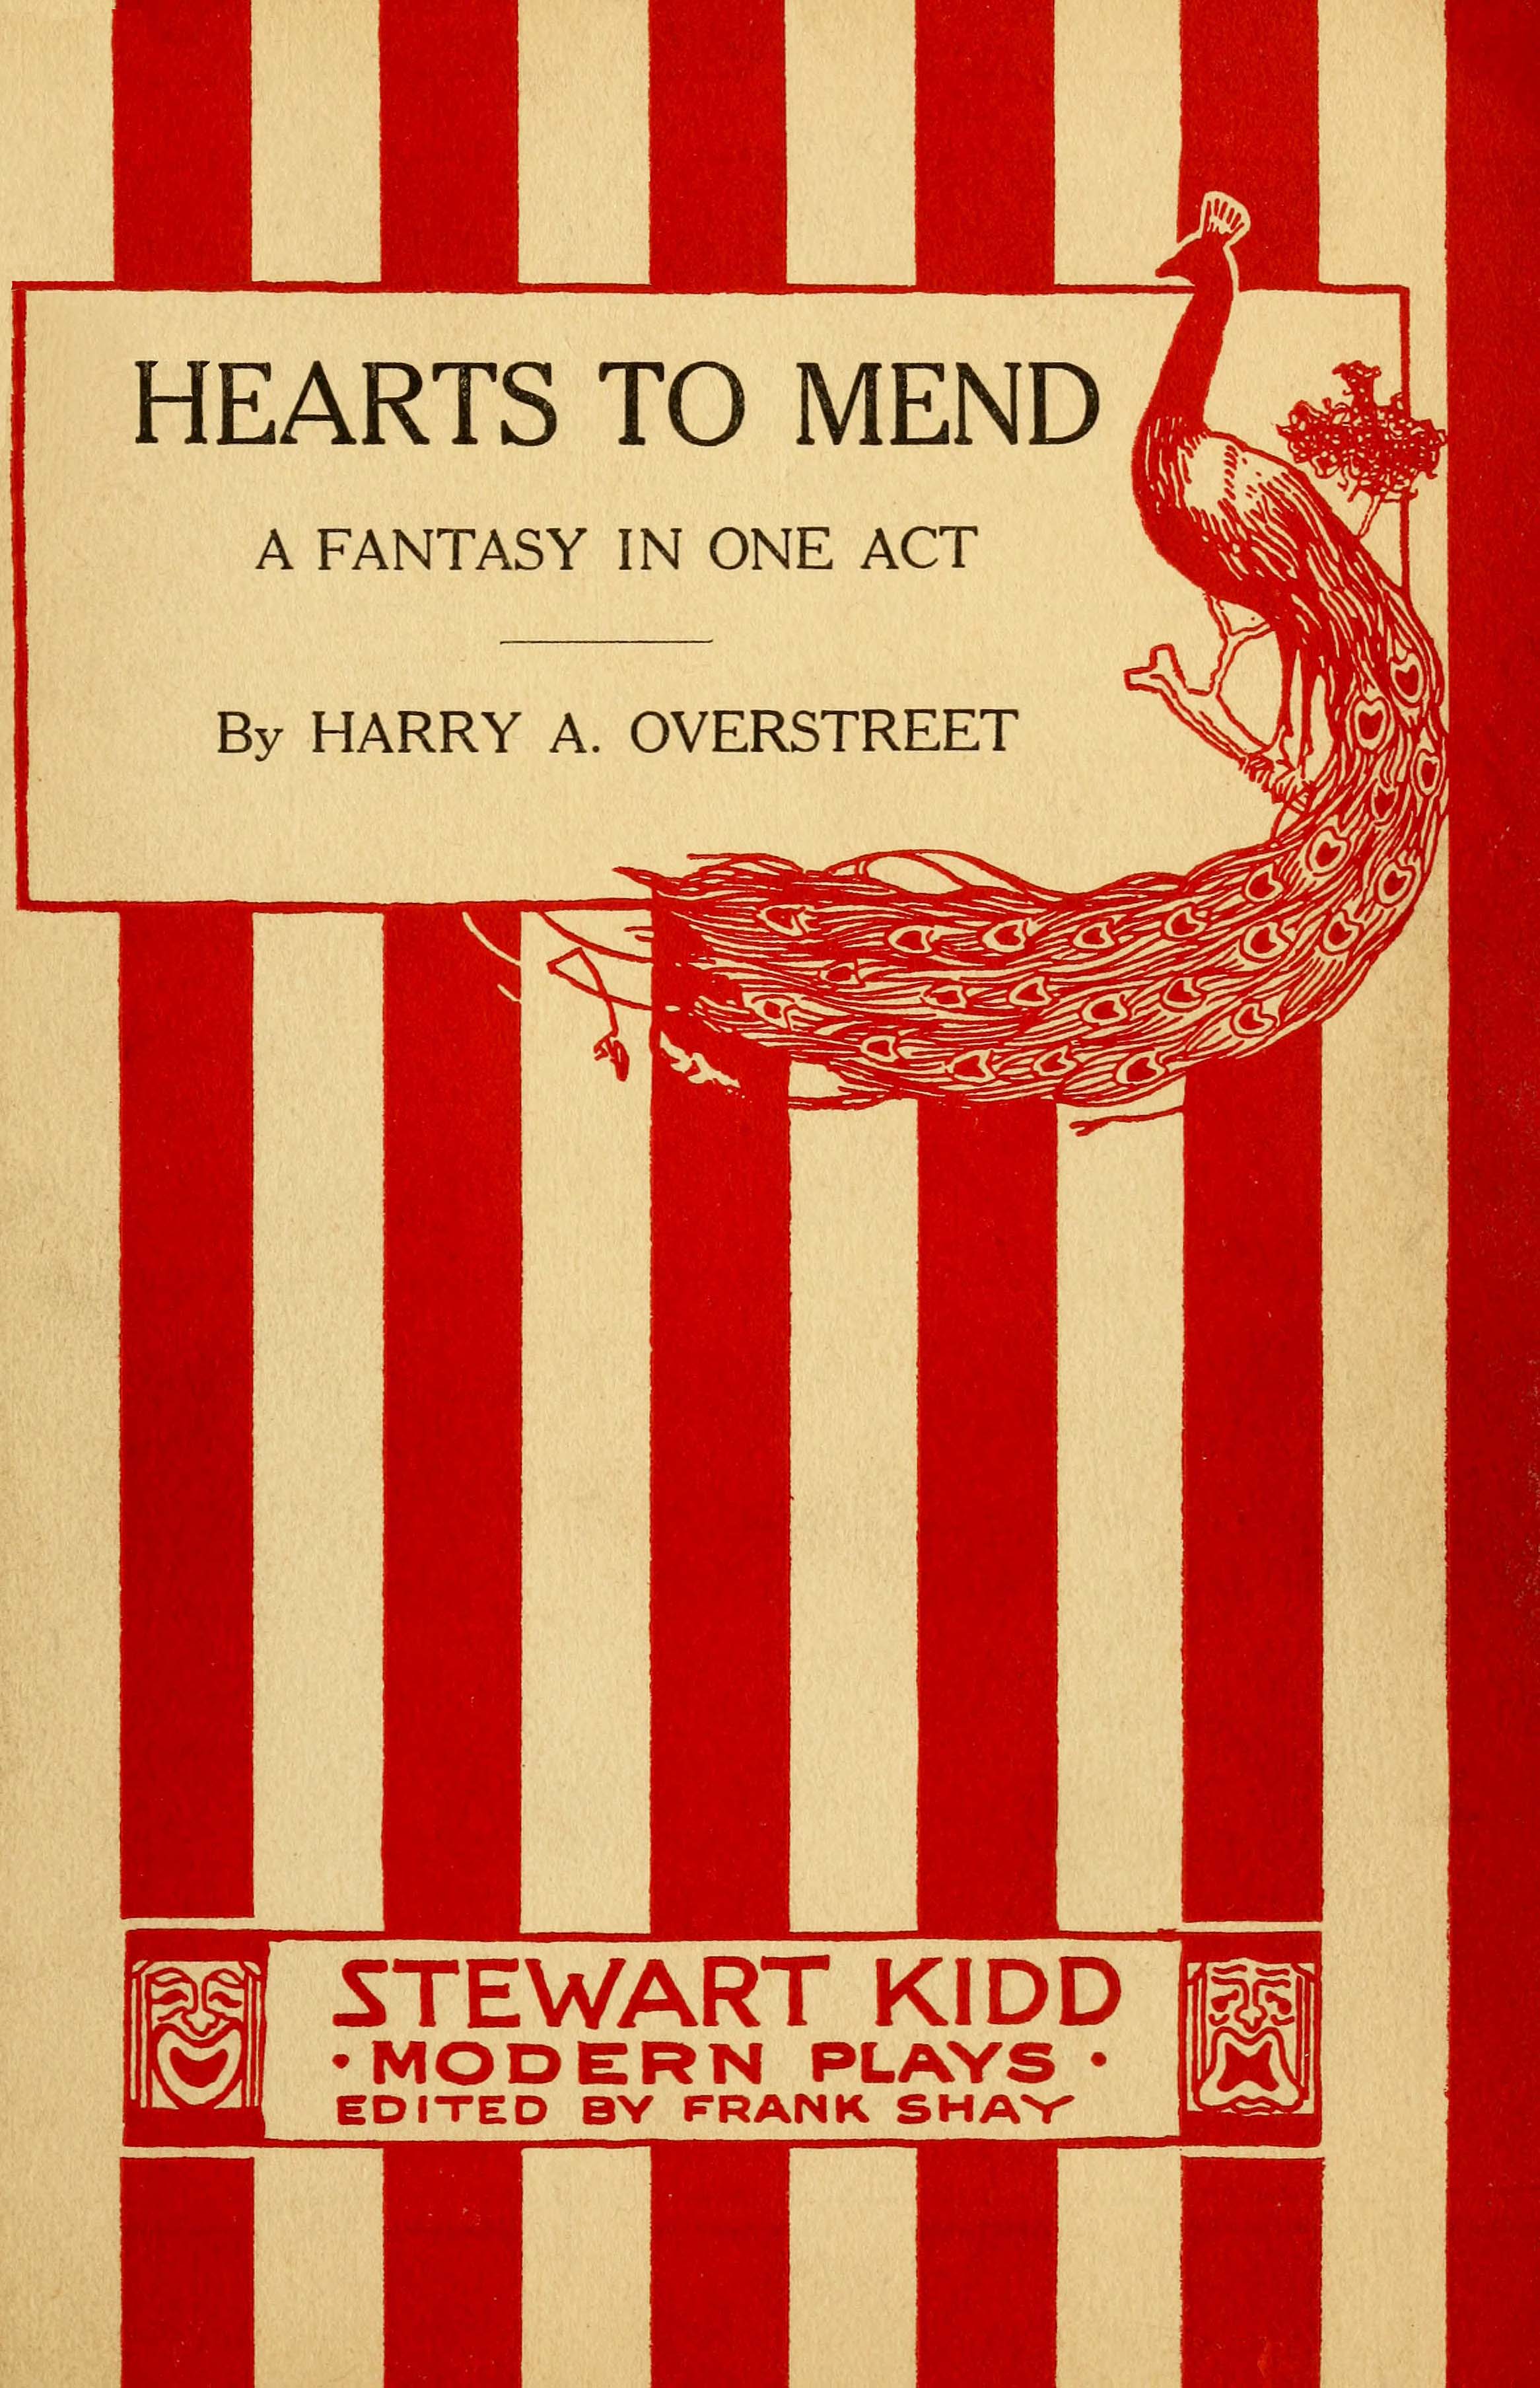 HEARTS TO MEND
A FANTASY IN ONE ACT
By HARRY A. OVERSTREET
STEWART KIDD
· MODERN PLAYS ·
EDITED BY FRANK SHAY